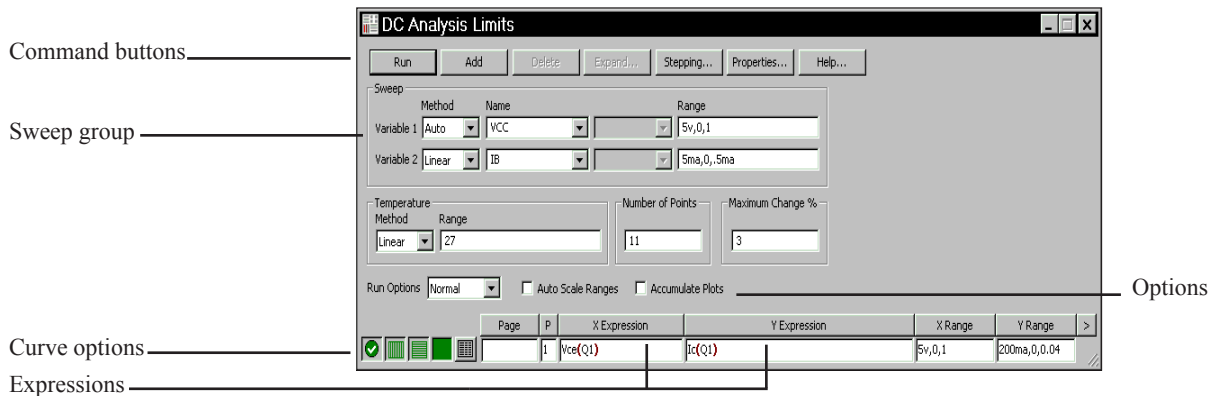 DC Analysis Limits
Command buttons
Run Add Delete Expand... Stepping... Properties... Help...
Sweep
Method Name Range
Sweep group
Variable 1 Auto VCC 5v,0,1
Variable 2 Linear IB 5ma,0,.5ma
Temperature Number of Points Maximum Change %
Method Range
Linear 27 11 3
Run Options Normal Auto Scale Ranges Accumulate Plots
Options
Page P X Expression Y Expression X Range Y Range >
Curve options
1 Vce(Q1) Ic(Q1) 5v,0,1 200ma,0,0.04
Expressions